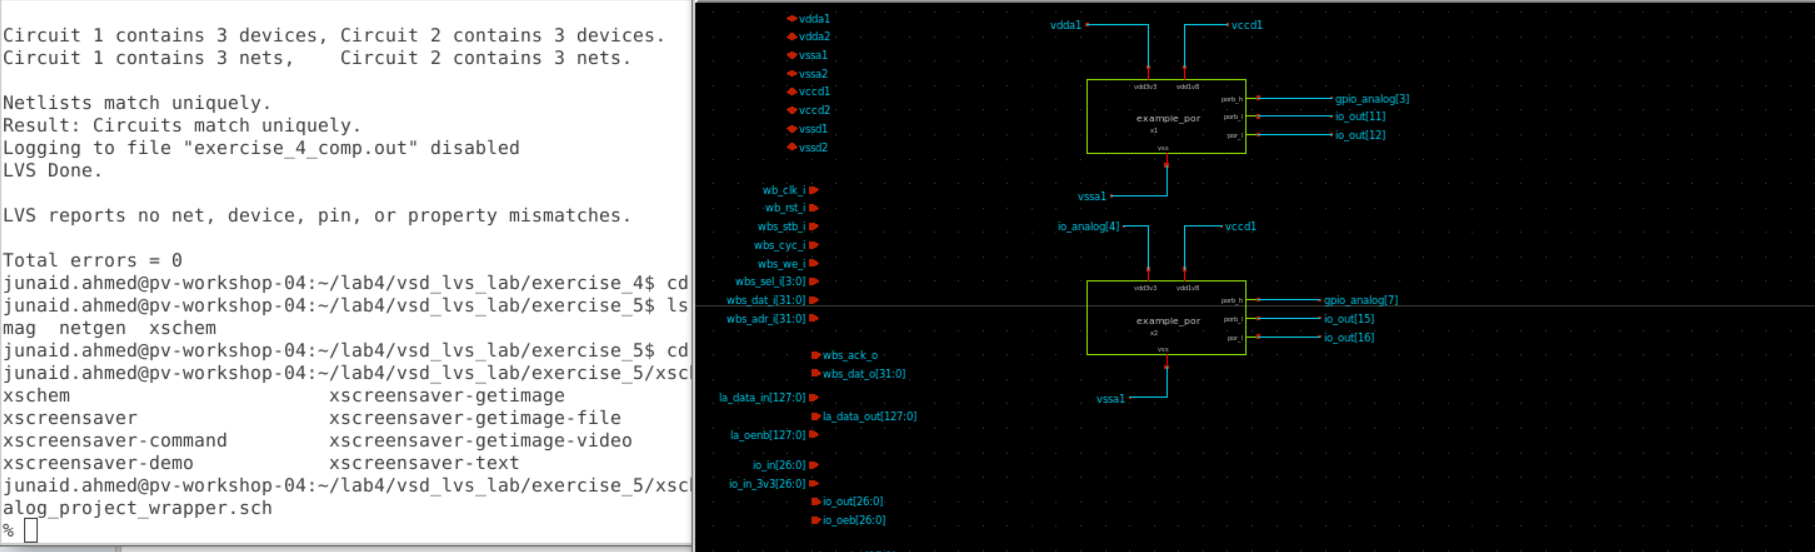 Circuit 1 contains 3 devices, Circuit 2 contains 3 devices.
Circuit 1 contains 3 nets,    Circuit 2 contains 3 nets.
Netlists match uniquely.
Result: Circuits match uniquely.
Logging to file "exercise_4_comp.out" disabled
LVS Done.
LVS reports no net, device, pin, or property mismatches.
Total errors = 0
junaid.ahmed@pv-workshop-04:~/lab4/vsd_lvs_lab/exercise_4$ cd
junaid.ahmed@pv-workshop-04:~/lab4/vsd_lvs_lab/exercise_5$ ls
mag  netgen  xschem
junaid.ahmed@pv-workshop-04:~/lab4/vsd_lvs_lab/exercise_5$ cd
junaid.ahmed@pv-workshop-04:~/lab4/vsd_lvs_lab/exercise_5/xsc
xschem                  xscreensaver-getimage
xscreensaver            xscreensaver-getimage-file
xscreensaver-command    xscreensaver-getimage-video
xscreensaver-demo       xscreensaver-text
junaid.ahmed@pv-workshop-04:~/lab4/vsd_lvs_lab/exercise_5/xsc
alog_project_wrapper.sch
%
vdda1
vdda2
vssa1
vssa2
vccd1
vccd2
vssd1
vssd2
wb_clk_i
wb_rst_i
wbs_stb_i
wbs_cyc_i
wbs_we_i
wbs_sel_i[3:0]
wbs_dat_i[31:0]
wbs_adr_i[31:0]
wbs_ack_o
wbs_dat_o[31:0]
la_data_in[127:0]
la_data_out[127:0]
la_oenb[127:0]
io_in[26:0]
io_in_3v3[26:0]
io_out[26:0]
io_oeb[26:0]
vdda1 vccd1
vdd3v3 vdd1v8
porb_h gpio_analog[3]
example_por porb_l io_out[11]
x1 por_l io_out[12]
vss
vssa1
io_analog[4] vccd1
vdd3v3 vdd1v8
porb_h gpio_analog[7]
example_por porb_l io_out[15]
x2 por_l io_out[16]
vss
vssa1